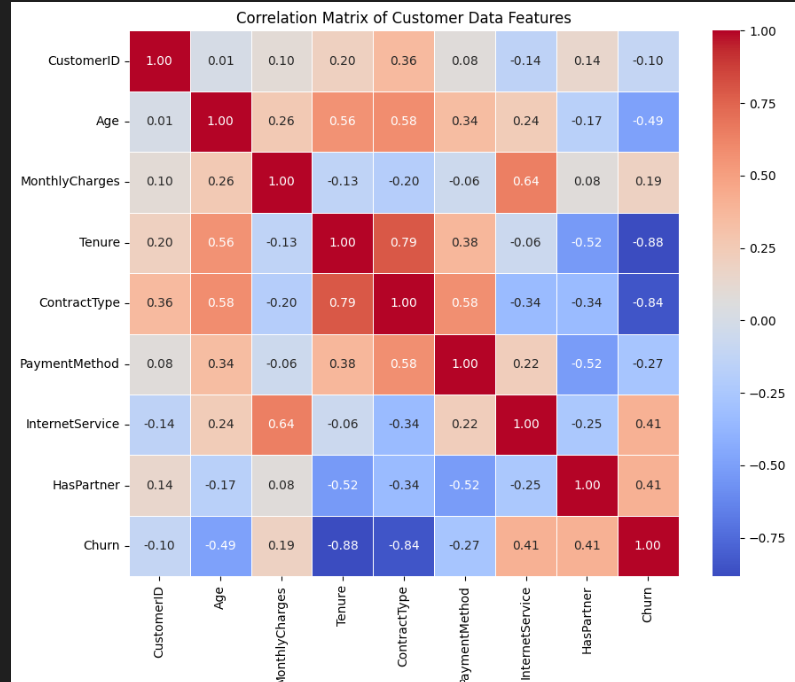 Correlation Matrix of Customer Data Features
CustomerID 1.00 0.01 0.10 0.20 0.36 0.08 -0.14 0.14 -0.10
Age 0.01 1.00 0.26 0.56 0.58 0.34 0.24 -0.17 -0.49
MonthlyCharges 0.10 0.26 1.00 -0.13 -0.20 -0.06 0.64 0.08 0.19
Tenure 0.20 0.56 -0.13 1.00 0.79 0.38 -0.06 -0.52 -0.88
ContractType 0.36 0.58 -0.20 0.79 1.00 0.58 -0.34 -0.34 -0.84
PaymentMethod 0.08 0.34 -0.06 0.38 0.58 1.00 0.22 -0.52 -0.27
InternetService -0.14 0.24 0.64 -0.06 -0.34 0.22 1.00 -0.25 0.41
HasPartner 0.14 -0.17 0.08 -0.52 -0.34 -0.52 -0.25 1.00 0.41
Churn -0.10 -0.49 0.19 -0.88 -0.84 -0.27 0.41 0.41 1.00
CustomerID
Age
MonthlyCharges
Tenure
ContractType
PaymentMethod
InternetService
HasPartner
Churn
1.00
0.75
0.50
0.25
0.00
−0.25
−0.50
−0.75